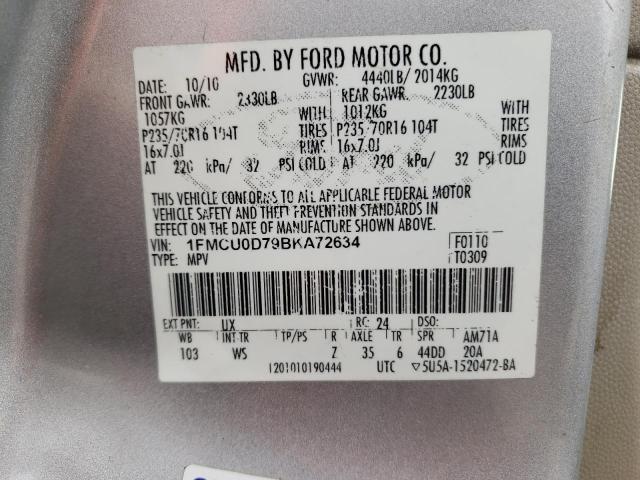 MFD. BY FORD MOTOR CO.
DATE: 10/10 GVWR: 4440LB/ 2014KG
FRONT GAWR: 2330LB REAR GAWR: 2230LB
1057KG WITH 1012KG WITH
P235/70R16 104T TIRES P235/70R16 104T TIRES
16x7.0J RIMS 16x7.0J RIMS
AT 220 kPa/ 32 PSI COLD AT 220 kPa/ 32 PSI COLD
THIS VEHICLE CONFORMS TO ALL APPLICABLE FEDERAL MOTOR
VEHICLE SAFETY AND THEFT PREVENTION STANDARDS IN
EFFECT ON THE DATE OF MANUFACTURE SHOWN ABOVE.
VIN: 1FMCU0D79BKA72634 F0110
TYPE: MPV T0309
EXT PNT: UX RC: 24 DSO:
WB INT TR TP/PS R AXLE TR SPR AM71A
103 WS Z 35 6 44DD 20A
1201010190444 UTC ▽5U5A-1520472-BA